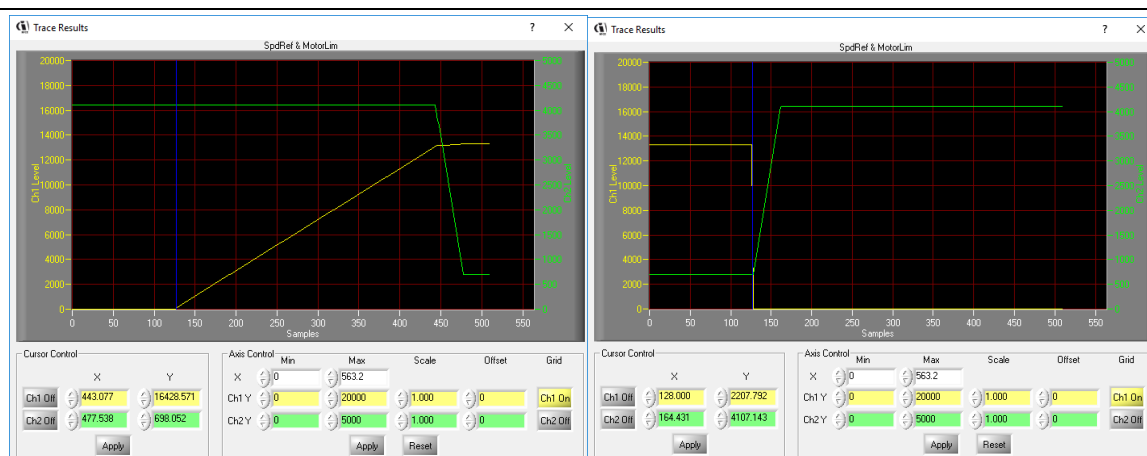 Trace Results ? ×
SpdRef & MotorLim
20000 5000
18000 4500
16000 4000
14000 3500
12000 3000
10000 2500
8000 2000
6000 1500
4000 1000
2000 500
0 0
Ch1 Level
Ch2 Level
0 50 100 150 200 250 300 350 400 450 500 550
Samples
Cursor Control
X Y
Ch1 Off 443.077 16428.571
Ch2 Off 477.538 698.052
Apply
Axis Control
Min Max Scale Offset Grid
X 0 563.2
Ch1 Y 0 20000 1.000 0 Ch1 On
Ch2 Y 0 5000 1.000 0 Ch2 Off
Apply Reset
Trace Results ? ×
SpdRef & MotorLim
20000 5000
18000 4500
16000 4000
14000 3500
12000 3000
10000 2500
8000 2000
6000 1500
4000 1000
2000 500
0 0
Ch1 Level
Ch2 Level
0 50 100 150 200 250 300 350 400 450 500 550
Samples
Cursor Control
X Y
Ch1 Off 128.000 2207.792
Ch2 Off 164.431 4107.143
Apply
Axis Control
Min Max Scale Offset Grid
X 0 563.2
Ch1 Y 0 20000 1.000 0 Ch1 On
Ch2 Y 0 5000 1.000 0 Ch2 Off
Apply Reset